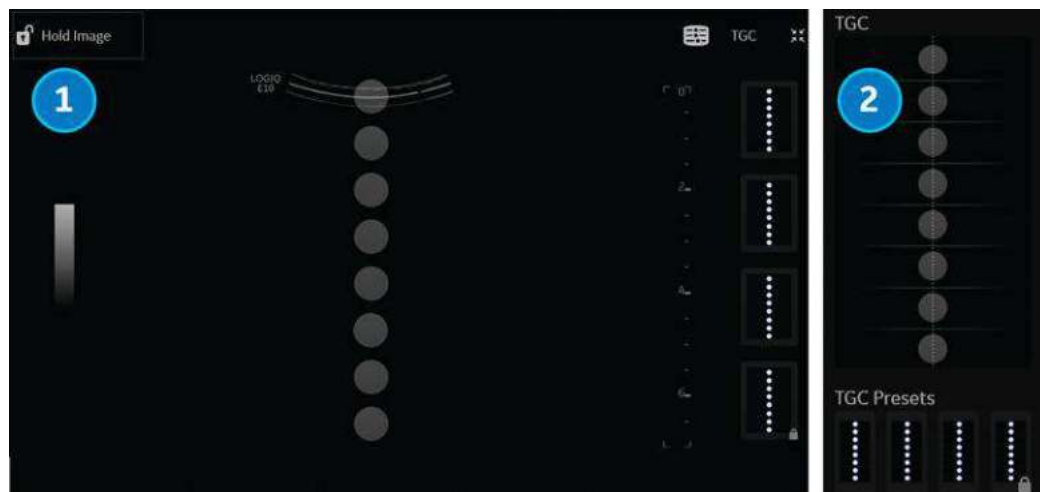 Hold Image
TGC
1
LOGIQ
E10
0
2
4
6
TGC
2
TGC Presets